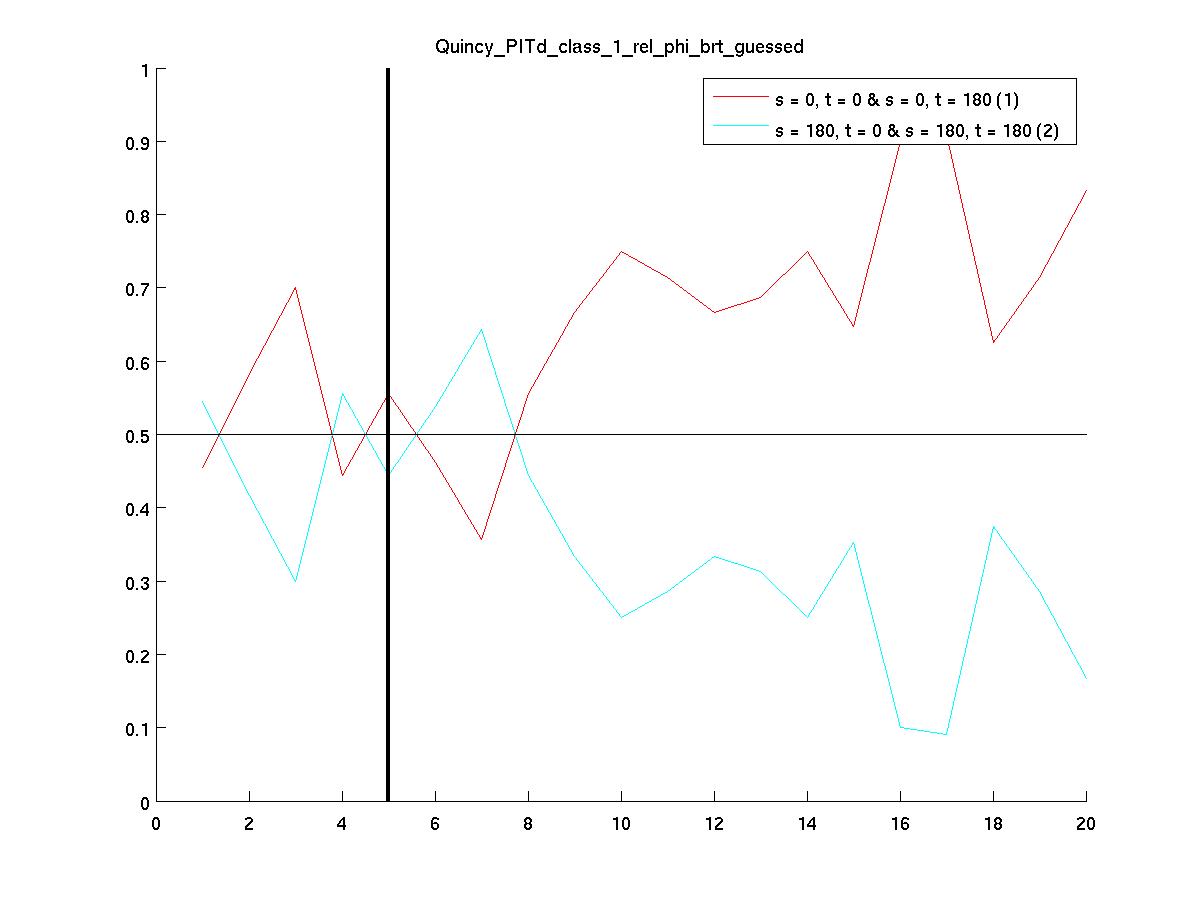 Quincy_PITd_class_1_rel_phi_brt_guessed
s = 0, t = 0 & s = 0, t = 180 (1)
s = 180, t = 0 & s = 180, t = 180 (2)
1
0.9
0.8
0.7
0.6
0.5
0.4
0.3
0.2
0.1
0
0 2 4 6 8 10 12 14 16 18 20